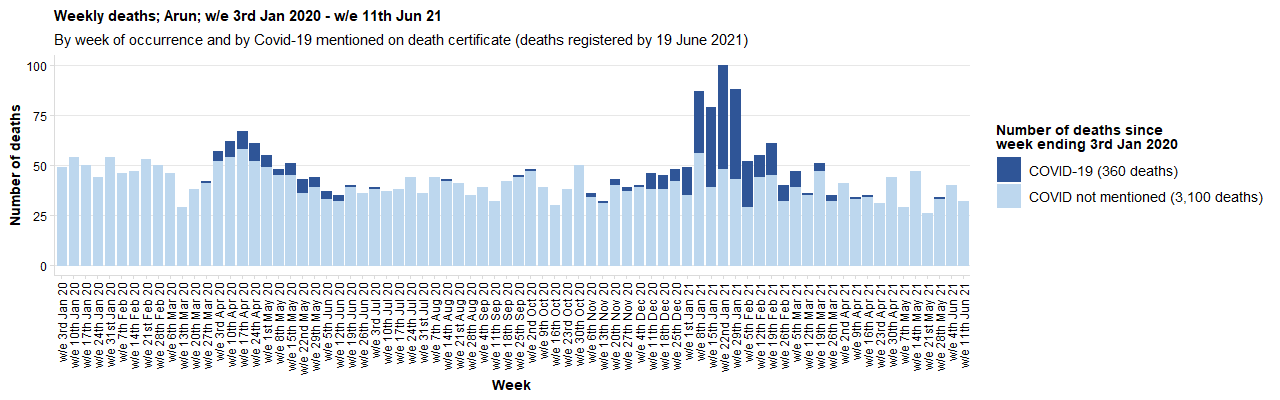 Weekly deaths; Arun; w/e 3rd Jan 2020 - w/e 11th Jun 21
By week of occurrence and by Covid-19 mentioned on death certificate (deaths registered by 19 June 2021)
Number of deaths
100
75
50
25
0
w/e 3rd Jan 20
w/e 10th Jan 20
w/e 17th Jan 20
w/e 24th Jan 20
w/e 31st Jan 20
w/e 7th Feb 20
w/e 14th Feb 20
w/e 21st Feb 20
w/e 28th Feb 20
w/e 6th Mar 20
w/e 13th Mar 20
w/e 20th Mar 20
w/e 27th Mar 20
w/e 3rd Apr 20
w/e 10th Apr 20
w/e 17th Apr 20
w/e 24th Apr 20
w/e 1st May 20
w/e 8th May 20
w/e 15th May 20
w/e 22nd May 20
w/e 29th May 20
w/e 5th Jun 20
w/e 12th Jun 20
w/e 19th Jun 20
w/e 26th Jun 20
w/e 3rd Jul 20
w/e 10th Jul 20
w/e 17th Jul 20
w/e 24th Jul 20
w/e 31st Jul 20
w/e 7th Aug 20
w/e 14th Aug 20
w/e 21st Aug 20
w/e 28th Aug 20
w/e 4th Sep 20
w/e 11th Sep 20
w/e 18th Sep 20
w/e 25th Sep 20
w/e 2nd Oct 20
w/e 9th Oct 20
w/e 16th Oct 20
w/e 23rd Oct 20
w/e 30th Oct 20
w/e 6th Nov 20
w/e 13th Nov 20
w/e 20th Nov 20
w/e 27th Nov 20
w/e 4th Dec 20
w/e 11th Dec 20
w/e 18th Dec 20
w/e 25th Dec 20
w/e 1st Jan 21
w/e 8th Jan 21
w/e 15th Jan 21
w/e 22nd Jan 21
w/e 29th Jan 21
w/e 5th Feb 21
w/e 12th Feb 21
w/e 19th Feb 21
w/e 26th Feb 21
w/e 5th Mar 21
w/e 12th Mar 21
w/e 19th Mar 21
w/e 26th Mar 21
w/e 2nd Apr 21
w/e 9th Apr 21
w/e 16th Apr 21
w/e 23rd Apr 21
w/e 30th Apr 21
w/e 7th May 21
w/e 14th May 21
w/e 21st May 21
w/e 28th May 21
w/e 4th Jun 21
w/e 11th Jun 21
Week
Number of deaths since
week ending 3rd Jan 2020
COVID-19 (360 deaths)
COVID not mentioned (3,100 deaths)